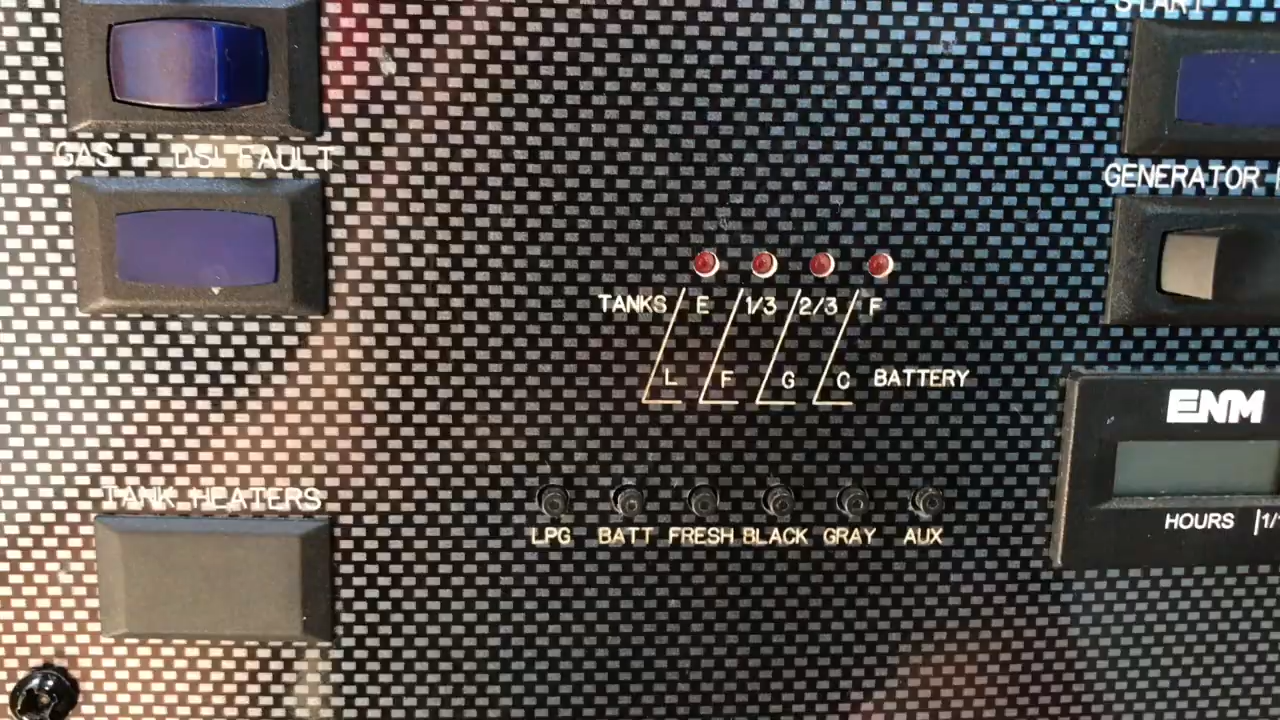 START
GAS - DSI FAULT
GENERATOR
TANKS E 1/3 2/3 F
L F G C BATTERY
ENM
TANK HEATERS
HOURS
LPG BATT FRESH BLACK GRAY AUX